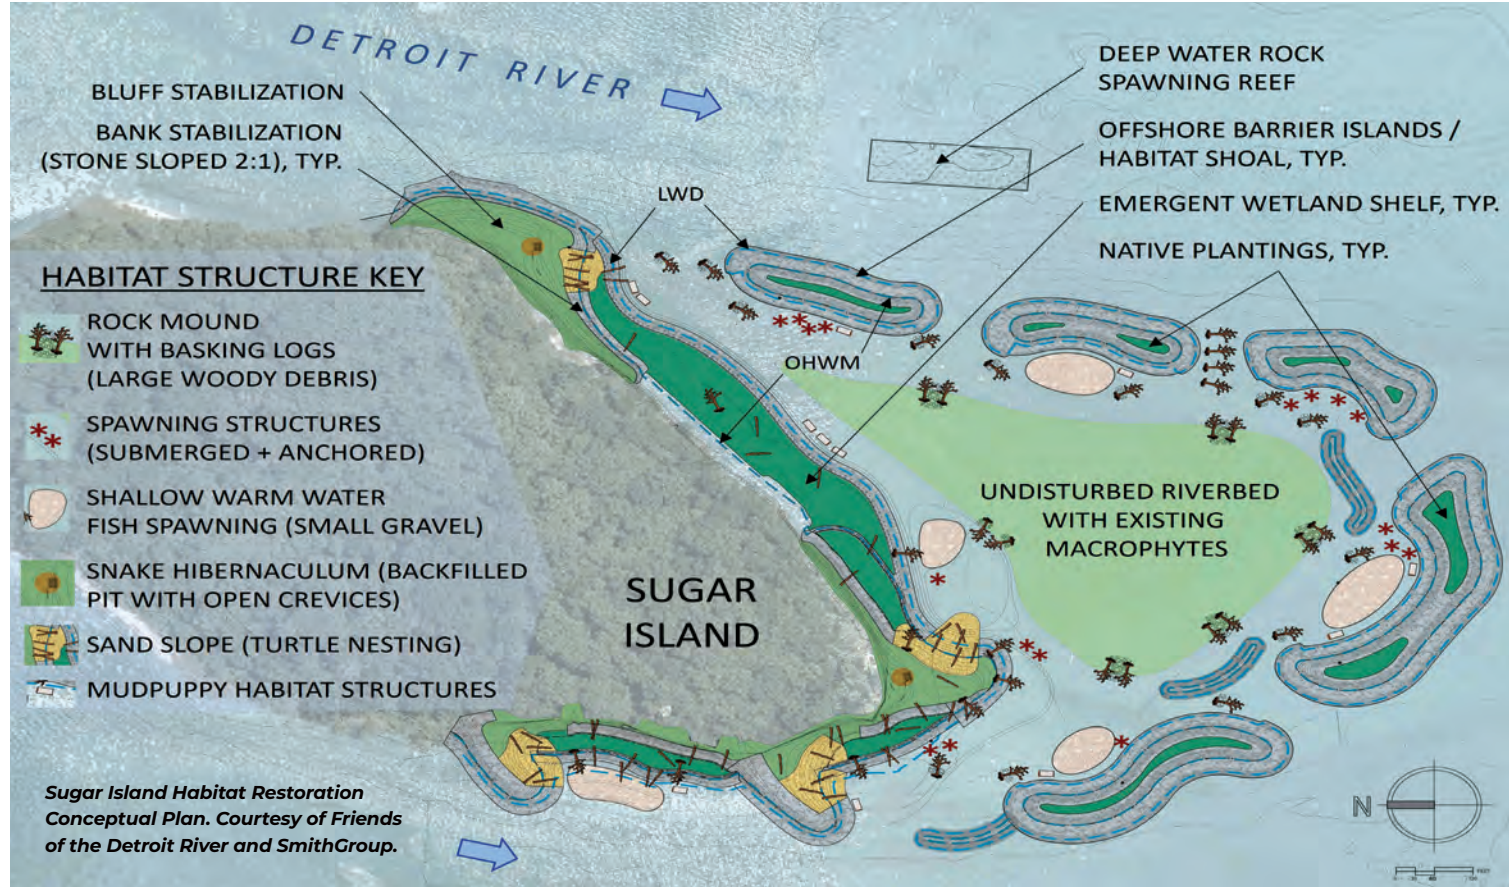 DETROIT RIVER
BLUFF STABILIZATION
BANK STABILIZATION
(STONE SLOPED 2:1), TYP.
LWD
DEEP WATER ROCK
SPAWNING REEF
OFFSHORE BARRIER ISLANDS /
HABITAT SHOAL, TYP.
EMERGENT WETLAND SHELF, TYP.
NATIVE PLANTINGS, TYP.
OHWM
HABITAT STRUCTURE KEY
ROCK MOUND
WITH BASKING LOGS
(LARGE WOODY DEBRIS)
SPAWNING STRUCTURES
(SUBMERGED + ANCHORED)
SHALLOW WARM WATER
FISH SPAWNING (SMALL GRAVEL)
SNAKE HIBERNACULUM (BACKFILLED
PIT WITH OPEN CREVICES)
SAND SLOPE (TURTLE NESTING)
MUDPUPPY HABITAT STRUCTURES
UNDISTURBED RIVERBED
WITH EXISTING
MACROPHYTES
SUGAR
ISLAND
Sugar Island Habitat Restoration
Conceptual Plan. Courtesy of Friends
of the Detroit River and SmithGroup.
N
FEET